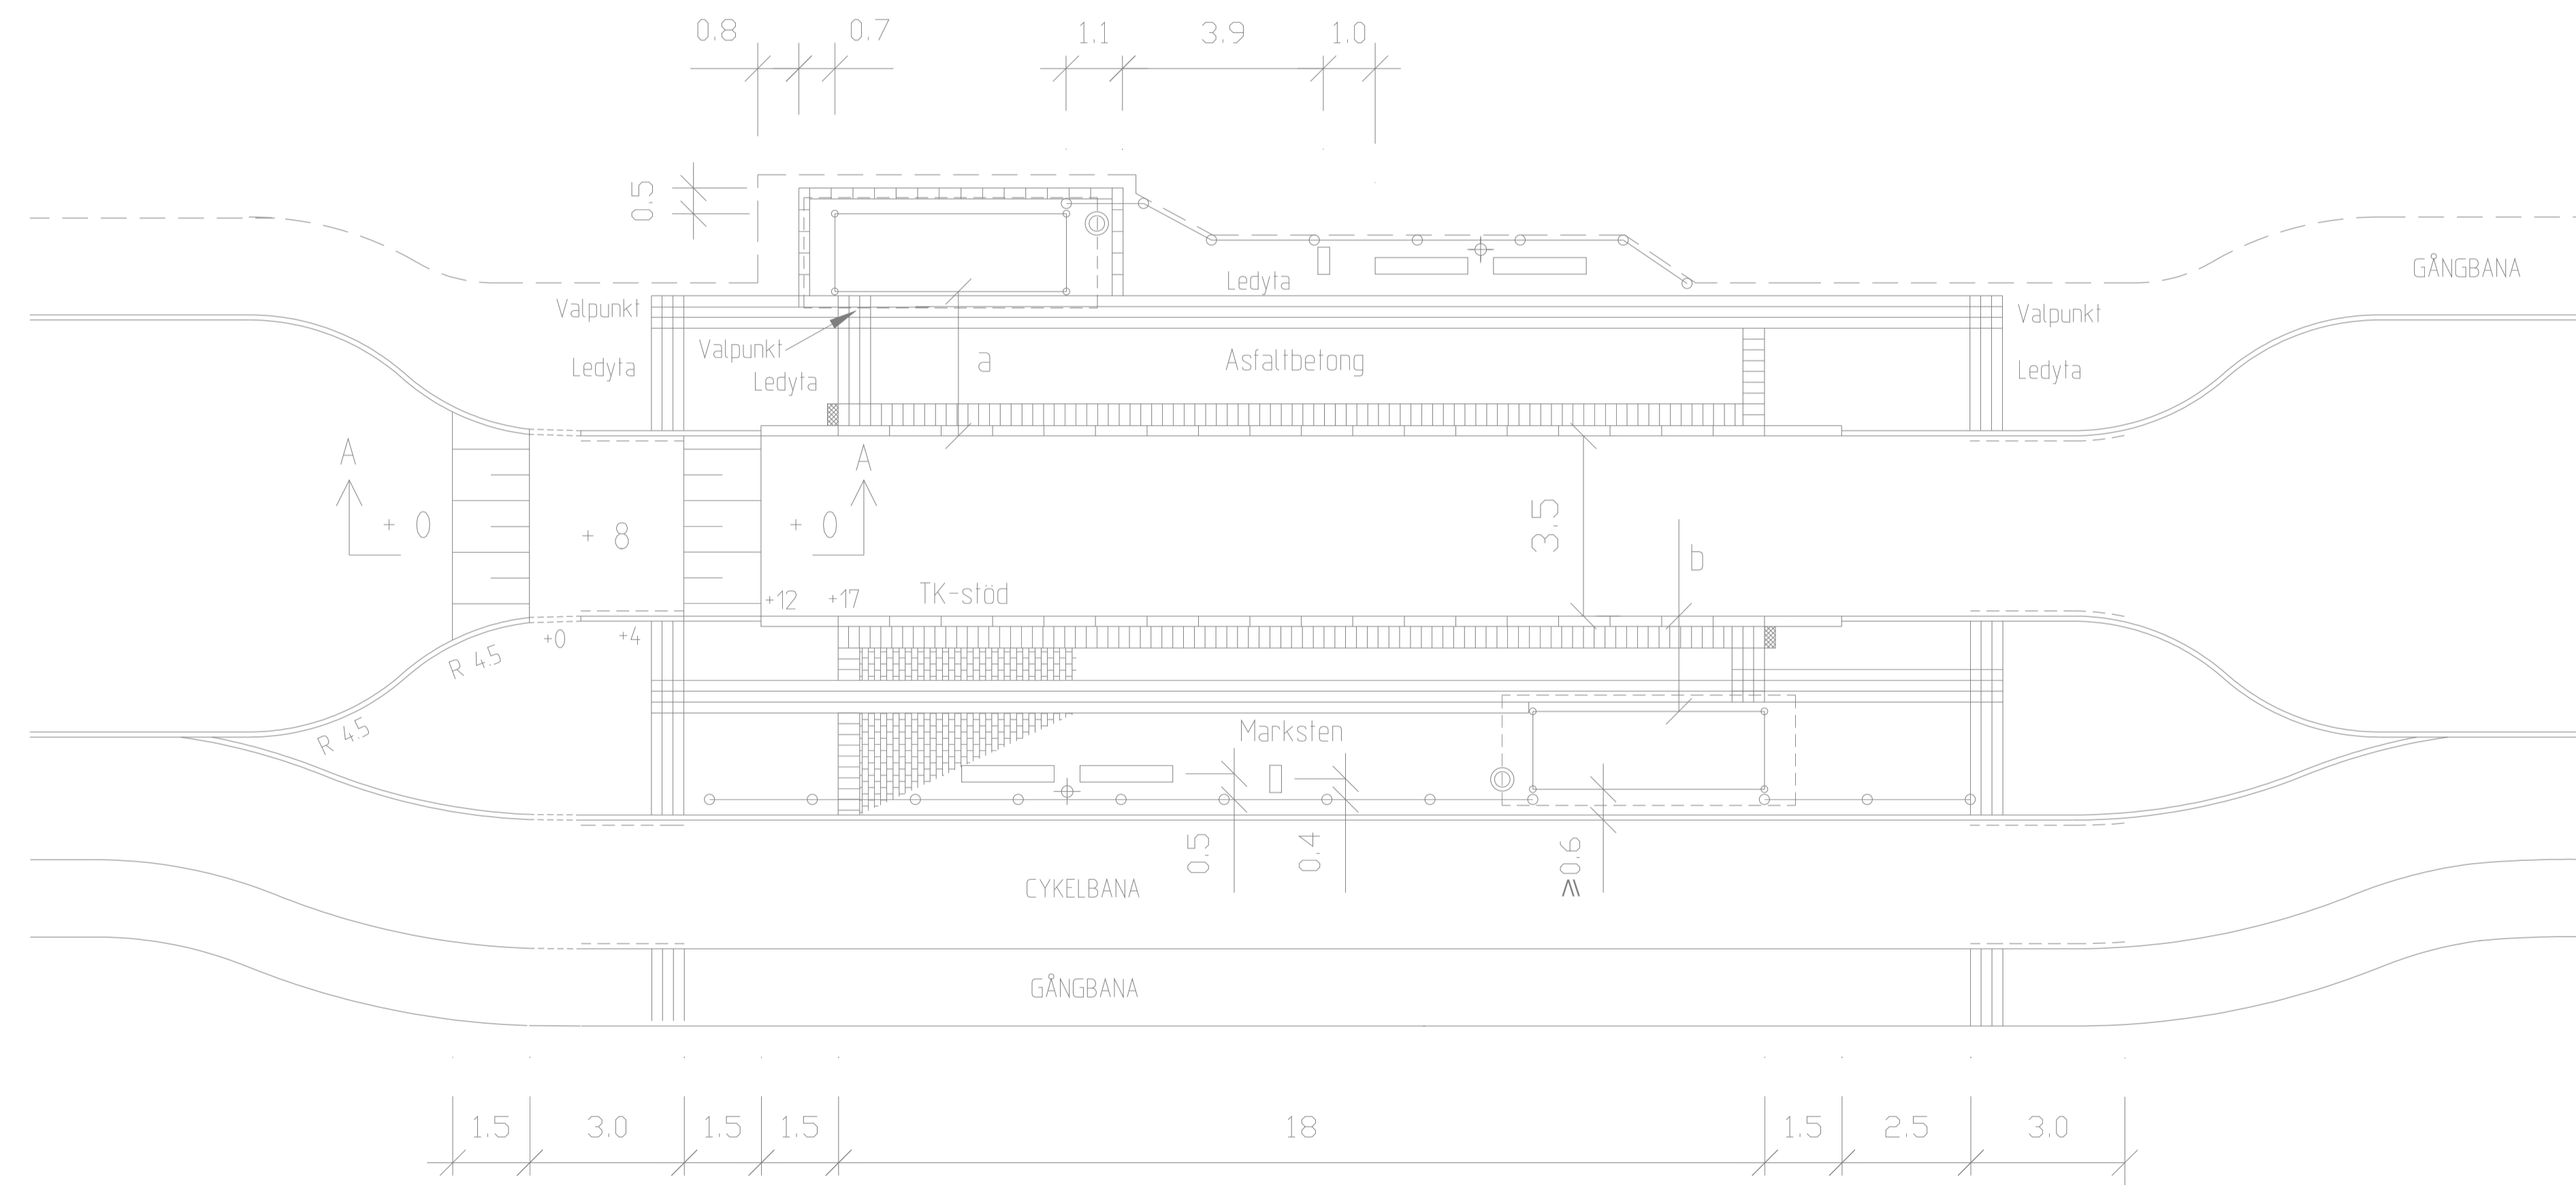 0.8
0.7
1.1
3.9
1.0
0.5
GÅNGBANA
Ledyta
Valpunkt
Valpunkt
Valpunkt
Asfaltbetong
a
Ledyta
Ledyta
Ledyta
A
A
+ 0
+ 8
+ 0
3.5
b
TK-stöd
+12
+17
+0
+4
R 4.5
R 4.5
Marksten
0.5
0.4
≥0.6
CYKELBANA
GÅNGBANA
1.5
3.0
1.5
1.5
18
1.5
2.5
3.0